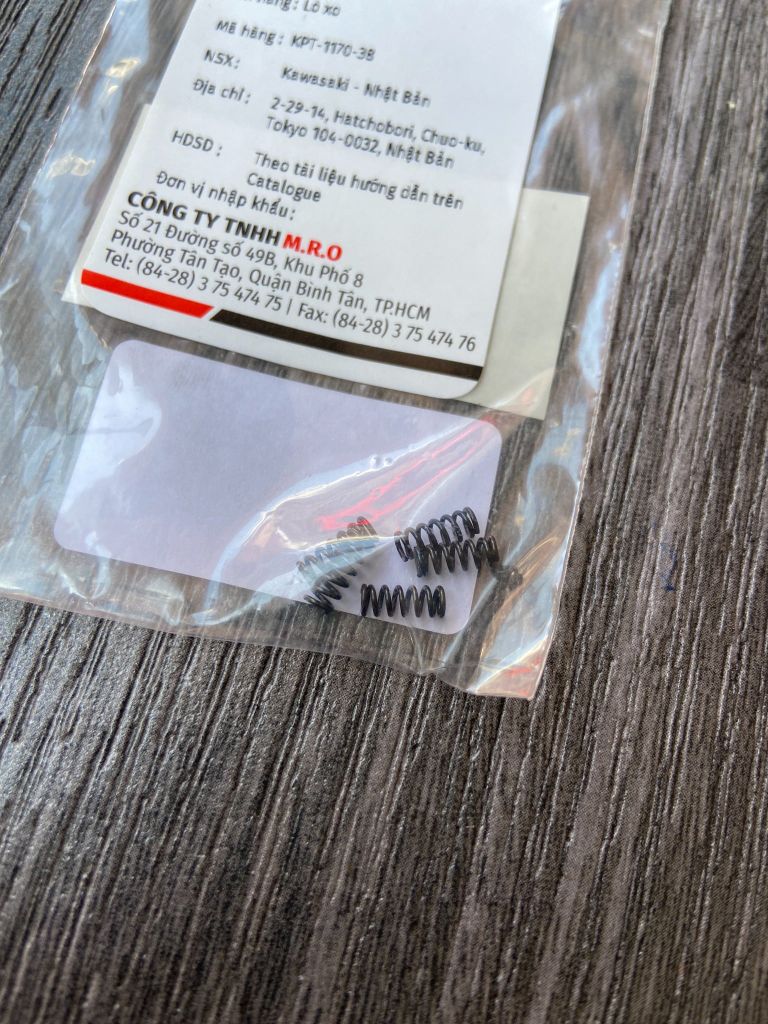 hàng : Lò xo
Mã hàng : KPT-1170-38
NSX : Kawasaki - Nhật Bản
Địa chỉ : 2-29-14, Hatchobori, Chuo-ku,
Tokyo 104-0032, Nhật Bản
HDSD : Theo tài liệu hướng dẫn trên
Catalogue
Đơn vị nhập khẩu :
CÔNG TY TNHH M.R.O
Số 21 Đường số 49B, Khu Phố 8
Phường Tân Tạo, Quận Bình Tân, TP.HCM
Tel: (84-28) 3 75 474 75 | Fax: (84-28) 3 75 474 76